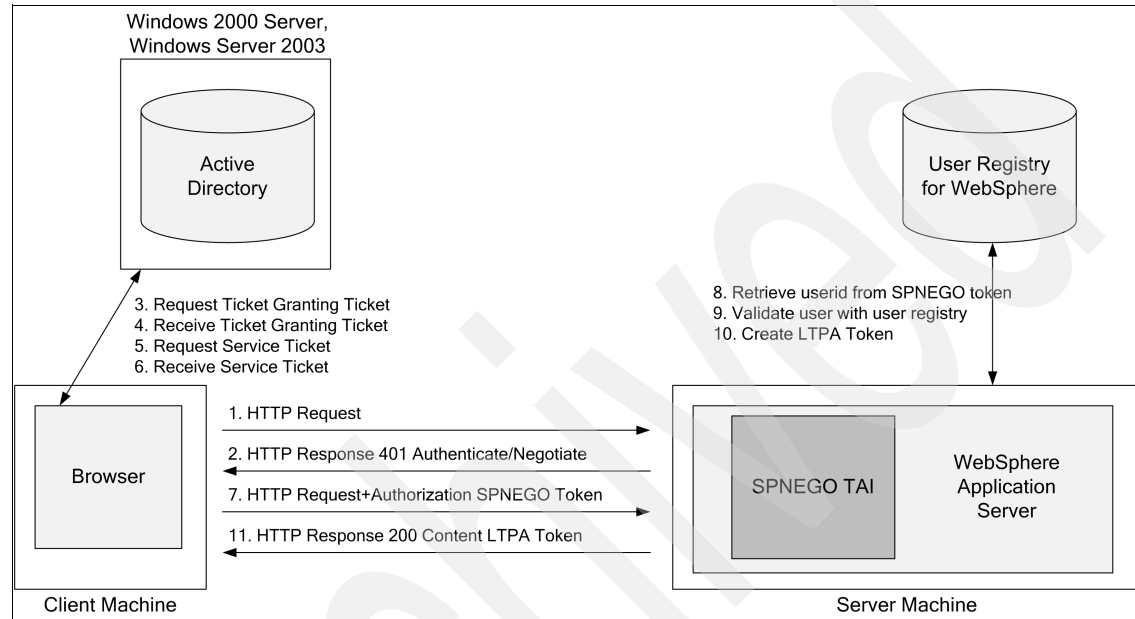 Windows 2000 Server,
Windows Server 2003
Active
Directory
User Registry
for WebSphere
3. Request Ticket Granting Ticket
4. Receive Ticket Granting Ticket
5. Request Service Ticket
6. Receive Service Ticket
8. Retrieve userid from SPNEGO token
9. Validate user with user registry
10. Create LTPA Token
1. HTTP Request
2. HTTP Response 401 Authenticate/Negotiate
7. HTTP Request+Authorization SPNEGO Token
11. HTTP Response 200 Content LTPA Token
Browser
SPNEGO TAI
WebSphere
Application
Server
Client Machine
Server Machine